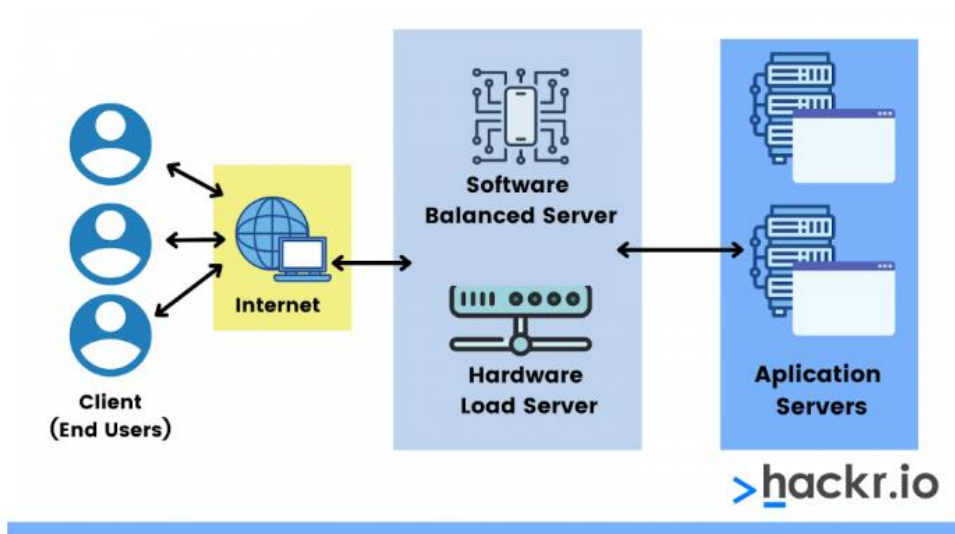 Client
(End Users)
Internet
Software
Balanced Server
Hardware
Load Server
Aplication
Servers
>hackr.io